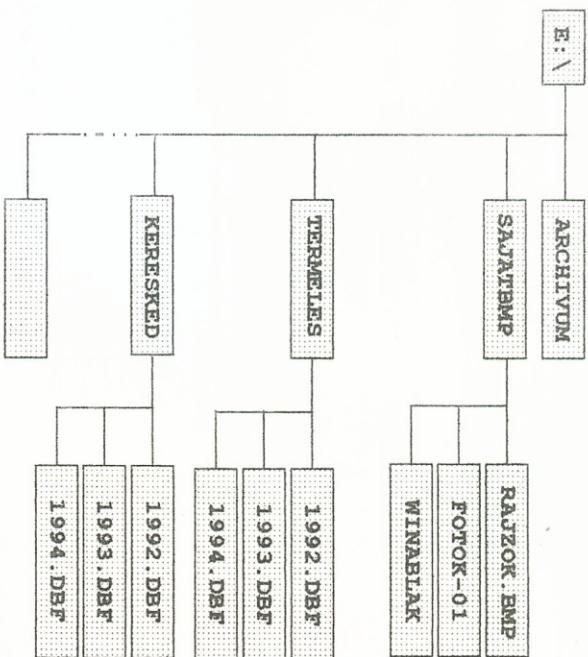 E:\
ARCHIVUM
SAJATBMP
RAJZOK.BMP
FOTOK-01
WINABLAK
TERMELES
1992.DBF
1993.DBF
1994.DBF
KERESKED
1992.DBF
1993.DBF
1994.DBF